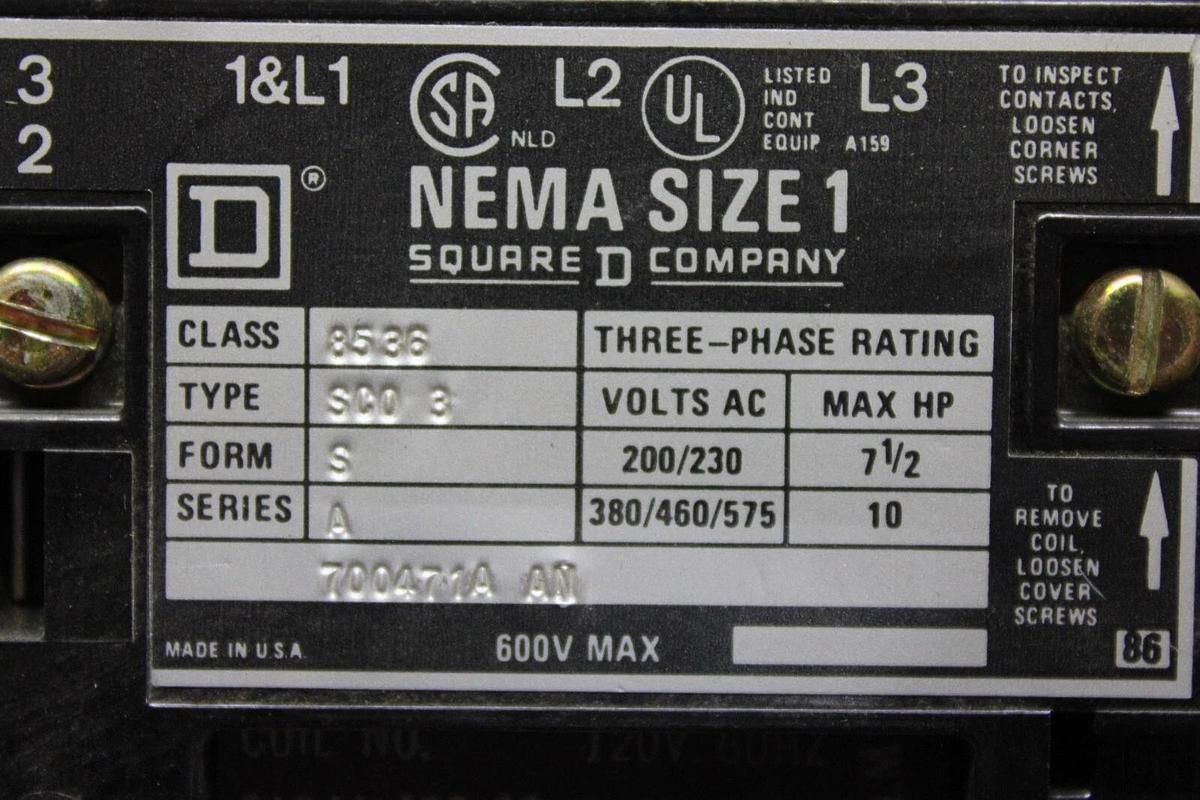 3
2
1&L1
SA
NLD
L2
UL
LISTED
IND
CONT
EQUIP A159
L3
TO INSPECT
CONTACTS,
LOOSEN
CORNER
SCREWS
D ®
NEMA SIZE 1
SQUARE D COMPANY
CLASS 8536
TYPE SCO 3
FORM S
SERIES A
THREE-PHASE RATING
VOLTS AC MAX HP
200/230 7 1/2
380/460/575 10
700471A AN
TO
REMOVE
COIL,
LOOSEN
COVER
SCREWS
MADE IN U.S.A.
600V MAX
86
COIL NO. 120V. 60HZ